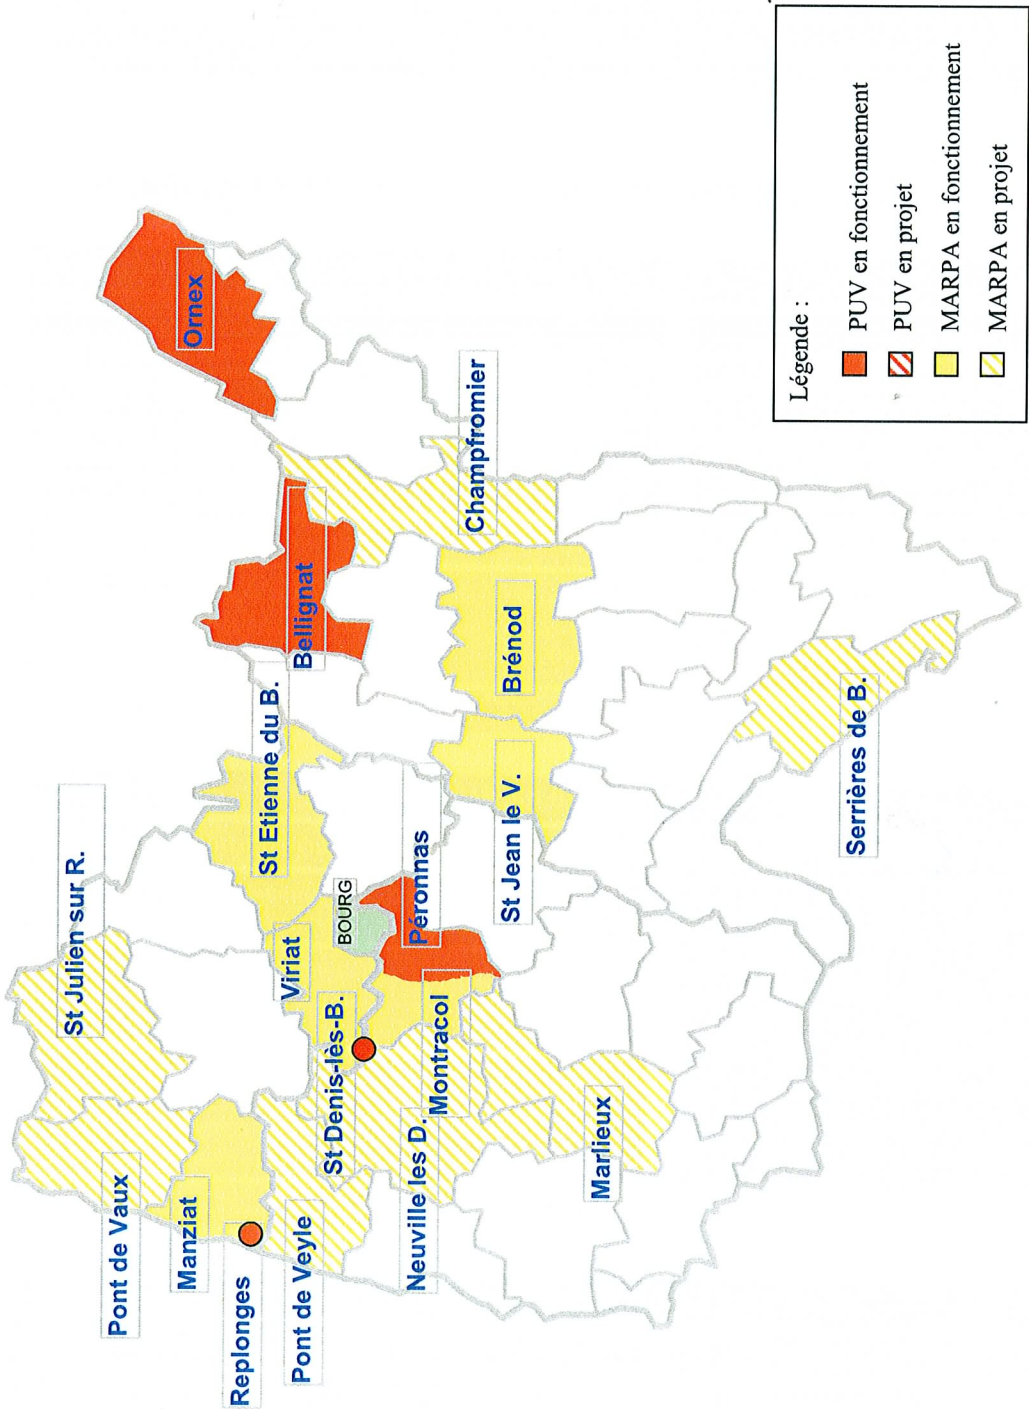 Ornex
Bellignat
Champfromier
St Etienne du B.
Brénod
St Julien sur R.
Viriat
BOURG
Péronnas
St Jean le V.
Serrières de B.
St Denis-lès-B.
Montracol
Pont de Vaux
Manziat
Replonges
Pont de Veyle
Neuville les D.
Marlieux
Légende :
PUV en fonctionnement
PUV en projet
MARPA en fonctionnement
MARPA en projet